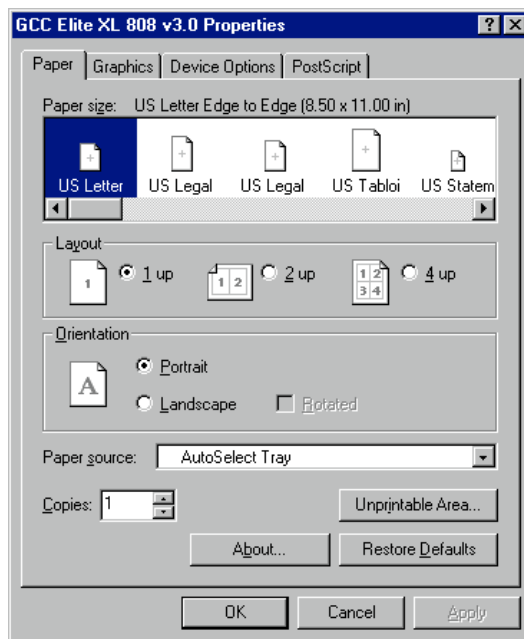 GCC Elite XL 808 v3.0 Properties
Paper Graphics Device Options PostScript
Paper size: US Letter Edge to Edge (8.50 x 11.00 in)
US Letter US Legal US Legal US Tabloi US Statem
Layout
1 1 up 1 2 2 up 1 2 3 4 4 up
Orientation
A Portrait
Landscape Rotated
Paper source: AutoSelect Tray
Copies: 1 Unprintable Area...
About... Restore Defaults
OK Cancel Apply